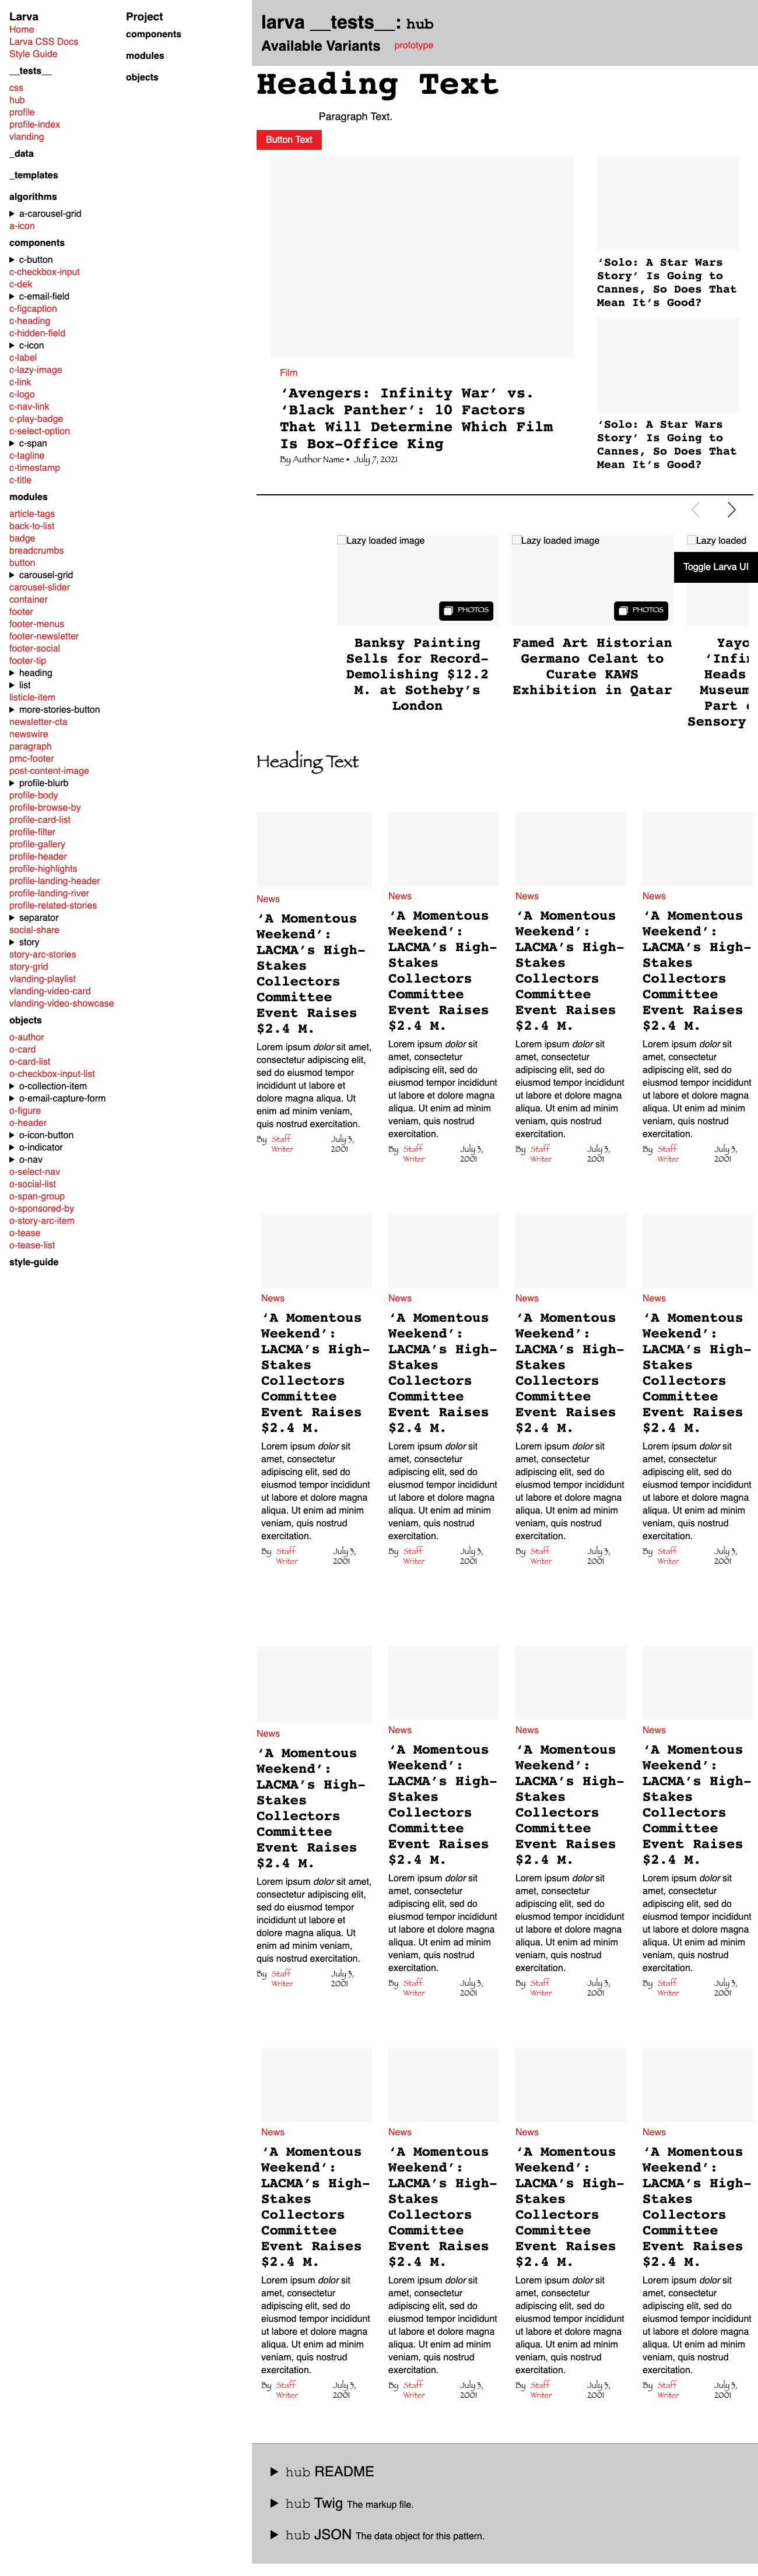 Larva
Home
Larva CSS Docs
Style Guide
__tests__
css
hub
profile
profile-index
vlanding
_data
_templates
algorithms
▶ a-carousel-grid
a-icon
components
▶ c-button
c-checkbox-input
c-dek
▶ c-email-field
c-figcaption
c-heading
c-hidden-field
▶ c-icon
c-label
c-lazy-image
c-link
c-logo
c-nav-link
c-play-badge
c-select-option
▶ c-span
c-tagline
c-timestamp
c-title
modules
article-tags
back-to-list
badge
breadcrumbs
button
▶ carousel-grid
carousel-slider
container
footer
footer-menus
footer-newsletter
footer-social
footer-tip
▶ heading
▶ list
listicle-item
▶ more-stories-button
newsletter-cta
newswire
paragraph
pmc-footer
post-content-image
▶ profile-blurb
profile-body
profile-browse-by
profile-card-list
profile-filter
profile-gallery
profile-header
profile-highlights
profile-landing-header
profile-landing-river
profile-related-stories
▶ separator
social-share
▶ story
story-arc-stories
story-grid
vlanding-playlist
vlanding-video-card
vlanding-video-showcase
objects
o-author
o-card
o-card-list
o-checkbox-input-list
▶ o-collection-item
▶ o-email-capture-form
o-figure
o-header
▶ o-icon-button
▶ o-indicator
▶ o-nav
o-select-nav
o-social-list
o-span-group
o-sponsored-by
o-story-arc-item
o-tease
o-tease-list
style-guide
Project
components
modules
objects
larva __tests__: hub
Available Variants prototype
Heading Text
Paragraph Text.
Button Text
Film
‘Avengers: Infinity War’ vs.
‘Black Panther’: 10 Factors
That Will Determine Which Film
Is Box-Office King
By Author Name • July 7, 2021
‘Solo: A Star Wars
Story’ Is Going to
Cannes, So Does That
Mean It’s Good?
‘Solo: A Star Wars
Story’ Is Going to
Cannes, So Does That
Mean It’s Good?
Lazy loaded image
PHOTOS
Banksy Painting
Sells for Record-
Demolishing $12.2
M. at Sotheby’s
London
Lazy loaded image
PHOTOS
Famed Art Historian
Germano Celant to
Curate KAWS
Exhibition in Qatar
Lazy loaded
Toggle Larva UI
Yayo
‘Infin
Heads
Museum
Part o
Sensory
Heading Text
News
‘A Momentous
Weekend’:
LACMA’s High-
Stakes
Collectors
Committee
Event Raises
$2.4 M.
Lorem ipsum dolor sit amet,
consectetur adipiscing elit,
sed do eiusmod tempor
incididunt ut labore et
dolore magna aliqua. Ut
enim ad minim veniam,
quis nostrud exercitation.
By Staff Writer July 3, 2001
News
‘A Momentous
Weekend’:
LACMA’s High-
Stakes
Collectors
Committee
Event Raises
$2.4 M.
Lorem ipsum dolor sit
amet, consectetur
adipiscing elit, sed do
eiusmod tempor incididunt
ut labore et dolore magna
aliqua. Ut enim ad minim
veniam, quis nostrud
exercitation.
By Staff Writer July 3, 2001
News
‘A Momentous
Weekend’:
LACMA’s High-
Stakes
Collectors
Committee
Event Raises
$2.4 M.
Lorem ipsum dolor sit
amet, consectetur
adipiscing elit, sed do
eiusmod tempor incididunt
ut labore et dolore magna
aliqua. Ut enim ad minim
veniam, quis nostrud
exercitation.
By Staff Writer July 3, 2001
News
‘A Momentous
Weekend’:
LACMA’s High-
Stakes
Collectors
Committee
Event Raises
$2.4 M.
Lorem ipsum dolor sit
amet, consectetur
adipiscing elit, sed do
eiusmod tempor incididunt
ut labore et dolore magna
aliqua. Ut enim ad minim
veniam, quis nostrud
exercitation.
By Staff Writer July 3, 2001
News
‘A Momentous
Weekend’:
LACMA’s High-
Stakes
Collectors
Committee
Event Raises
$2.4 M.
Lorem ipsum dolor sit
amet, consectetur
adipiscing elit, sed do
eiusmod tempor incididunt
ut labore et dolore magna
aliqua. Ut enim ad minim
veniam, quis nostrud
exercitation.
By Staff Writer July 3, 2001
News
‘A Momentous
Weekend’:
LACMA’s High-
Stakes
Collectors
Committee
Event Raises
$2.4 M.
Lorem ipsum dolor sit
amet, consectetur
adipiscing elit, sed do
eiusmod tempor incididunt
ut labore et dolore magna
aliqua. Ut enim ad minim
veniam, quis nostrud
exercitation.
By Staff Writer July 3, 2001
News
‘A Momentous
Weekend’:
LACMA’s High-
Stakes
Collectors
Committee
Event Raises
$2.4 M.
Lorem ipsum dolor sit
amet, consectetur
adipiscing elit, sed do
eiusmod tempor incididunt
ut labore et dolore magna
aliqua. Ut enim ad minim
veniam, quis nostrud
exercitation.
By Staff Writer July 3, 2001
News
‘A Momentous
Weekend’:
LACMA’s High-
Stakes
Collectors
Committee
Event Raises
$2.4 M.
Lorem ipsum dolor sit
amet, consectetur
adipiscing elit, sed do
eiusmod tempor incididunt
ut labore et dolore magna
aliqua. Ut enim ad minim
veniam, quis nostrud
exercitation.
By Staff Writer July 3, 2001
News
‘A Momentous
Weekend’:
LACMA’s High-
Stakes
Collectors
Committee
Event Raises
$2.4 M.
Lorem ipsum dolor sit amet,
consectetur adipiscing elit,
sed do eiusmod tempor
incididunt ut labore et
dolore magna aliqua. Ut
enim ad minim veniam,
quis nostrud exercitation.
By Staff Writer July 3, 2001
News
‘A Momentous
Weekend’:
LACMA’s High-
Stakes
Collectors
Committee
Event Raises
$2.4 M.
Lorem ipsum dolor sit
amet, consectetur
adipiscing elit, sed do
eiusmod tempor incididunt
ut labore et dolore magna
aliqua. Ut enim ad minim
veniam, quis nostrud
exercitation.
By Staff Writer July 3, 2001
News
‘A Momentous
Weekend’:
LACMA’s High-
Stakes
Collectors
Committee
Event Raises
$2.4 M.
Lorem ipsum dolor sit
amet, consectetur
adipiscing elit, sed do
eiusmod tempor incididunt
ut labore et dolore magna
aliqua. Ut enim ad minim
veniam, quis nostrud
exercitation.
By Staff Writer July 3, 2001
News
‘A Momentous
Weekend’:
LACMA’s High-
Stakes
Collectors
Committee
Event Raises
$2.4 M.
Lorem ipsum dolor sit
amet, consectetur
adipiscing elit, sed do
eiusmod tempor incididunt
ut labore et dolore magna
aliqua. Ut enim ad minim
veniam, quis nostrud
exercitation.
By Staff Writer July 3, 2001
News
‘A Momentous
Weekend’:
LACMA’s High-
Stakes
Collectors
Committee
Event Raises
$2.4 M.
Lorem ipsum dolor sit
amet, consectetur
adipiscing elit, sed do
eiusmod tempor incididunt
ut labore et dolore magna
aliqua. Ut enim ad minim
veniam, quis nostrud
exercitation.
By Staff Writer July 3, 2001
News
‘A Momentous
Weekend’:
LACMA’s High-
Stakes
Collectors
Committee
Event Raises
$2.4 M.
Lorem ipsum dolor sit
amet, consectetur
adipiscing elit, sed do
eiusmod tempor incididunt
ut labore et dolore magna
aliqua. Ut enim ad minim
veniam, quis nostrud
exercitation.
By Staff Writer July 3, 2001
News
‘A Momentous
Weekend’:
LACMA’s High-
Stakes
Collectors
Committee
Event Raises
$2.4 M.
Lorem ipsum dolor sit
amet, consectetur
adipiscing elit, sed do
eiusmod tempor incididunt
ut labore et dolore magna
aliqua. Ut enim ad minim
veniam, quis nostrud
exercitation.
By Staff Writer July 3, 2001
News
‘A Momentous
Weekend’:
LACMA’s High-
Stakes
Collectors
Committee
Event Raises
$2.4 M.
Lorem ipsum dolor sit
amet, consectetur
adipiscing elit, sed do
eiusmod tempor incididunt
ut labore et dolore magna
aliqua. Ut enim ad minim
veniam, quis nostrud
exercitation.
By Staff Writer July 3, 2001
▶ hub README
▶ hub Twig The markup file.
▶ hub JSON The data object for this pattern.